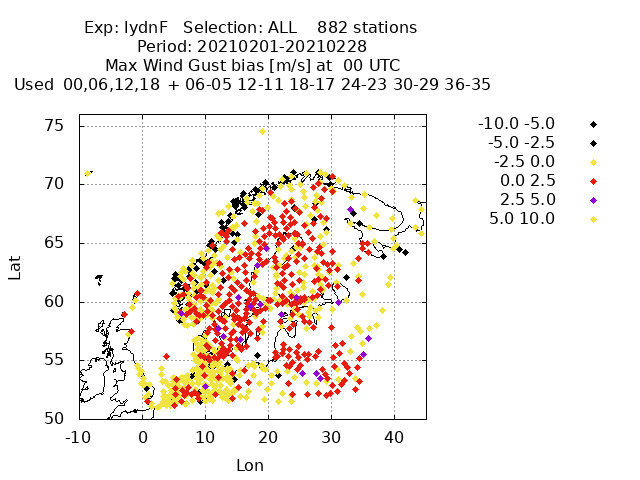 Exp: lydnF   Selection: ALL    882 stations
Period: 20210201-20210228
Max Wind Gust bias [m/s] at  00 UTC
Used  00,06,12,18  + 06-05 12-11 18-17 24-23 30-29 36-35
-10.0 -5.0
-5.0 -2.5
-2.5 0.0
0.0 2.5
2.5 5.0
5.0 10.0
75
70
65
60
55
50
Lat
-10 0 10 20 30 40
Lon